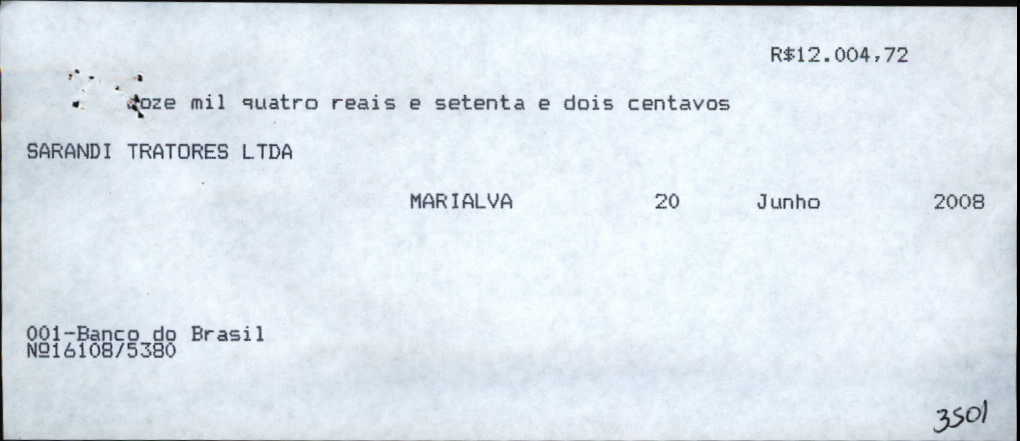 R$12.004,72
doze mil quatro reais e setenta e dois centavos
SARANDI TRATORES LTDA
MARIALVA 20 Junho 2008
001-Banco do Brasil
Nº16108/5380
3501